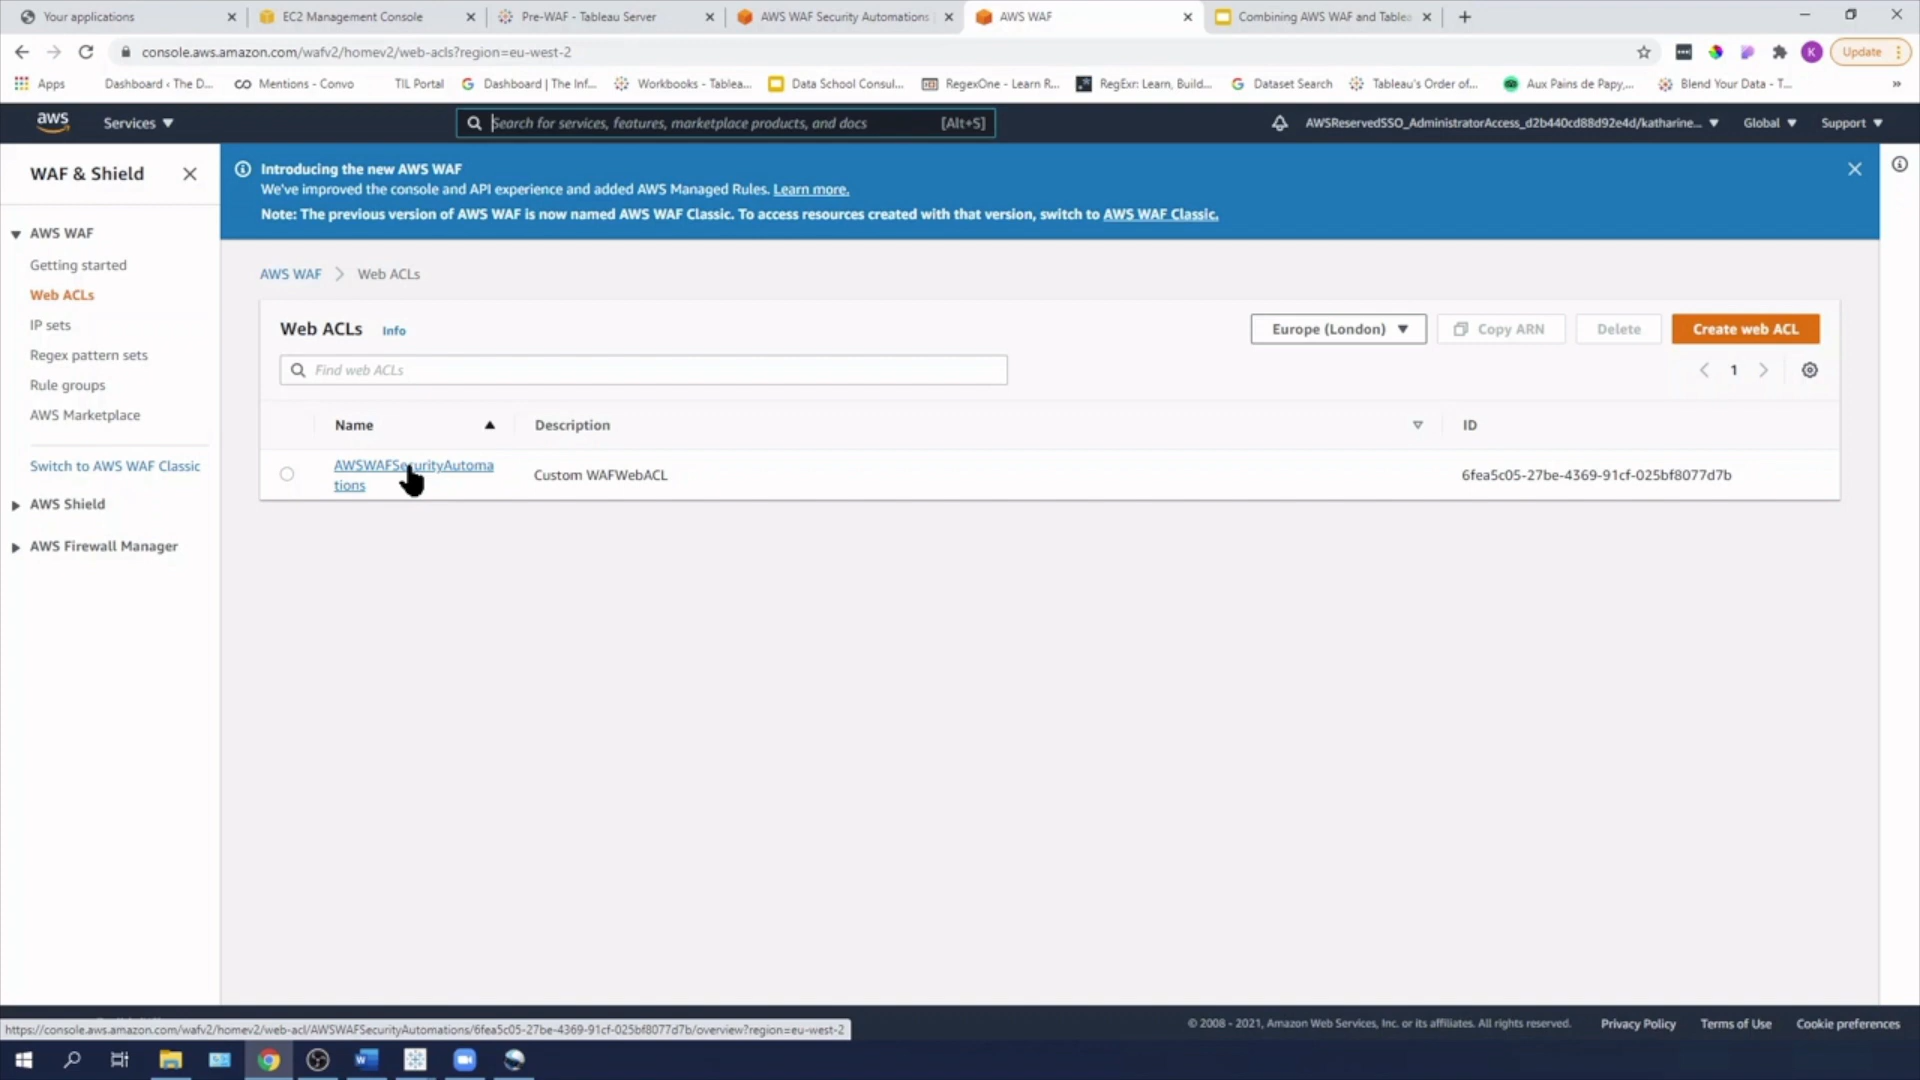 Your applications
EC2 Management Console
Pre-WAF - Tableau Server
AWS WAF Security Automations
AWS WAF
Combining AWS WAF and Table
console.aws.amazon.com/wafv2/homev2/web-acls?region=eu-west-2
K
Update
Apps
Dashboard ‹ The D...
Mentions - Convo
TIL Portal
Dashboard | The Inf...
Workbooks - Tablea...
Data School Consul...
RegexOne - Learn R...
RegExr: Learn, Build...
Dataset Search
Tableau's Order of...
Aux Pains de Papy,...
Blend Your Data - T...
»
aws
Services
Search for services, features, marketplace products, and docs
[Alt+S]
AWSReservedSSO_AdministratorAccess_d2b440cd88d92e4d/katharine...
Global
Support
WAF & Shield
AWS WAF
Getting started
Web ACLs
IP sets
Regex pattern sets
Rule groups
AWS Marketplace
Switch to AWS WAF Classic
AWS Shield
AWS Firewall Manager
Introducing the new AWS WAF
We've improved the console and API experience and added AWS Managed Rules. Learn more.
Note: The previous version of AWS WAF is now named AWS WAF Classic. To access resources created with that version, switch to AWS WAF Classic.
AWS WAF > Web ACLs
Web ACLs Info
Europe (London)
Copy ARN
Delete
Create web ACL
Find web ACLs
1
Name
Description
ID
AWSWAFSecurityAutoma
tions
Custom WAFWebACL
6fea5c05-27be-4369-91cf-025bf8077d7b
https://console.aws.amazon.com/wafv2/homev2/web-acl/AWSWAFSecurityAutomations/6fea5c05-27be-4369-91cf-025bf8077d7b/overview?region=eu-west-2
© 2008 - 2021, Amazon Web Services, Inc. or its affiliates. All rights reserved.
Privacy Policy
Terms of Use
Cookie preferences